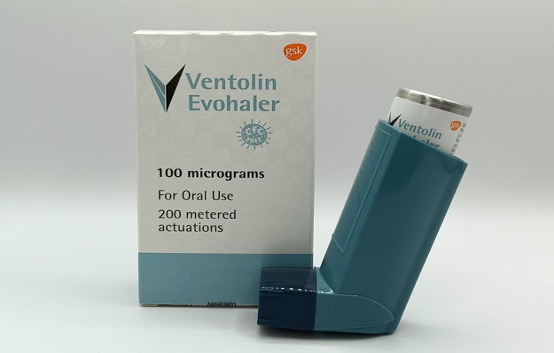 gsk
Ventolin
Evohaler
100 micrograms
For Oral Use
200 metered
actuations
gsk
Ventolin